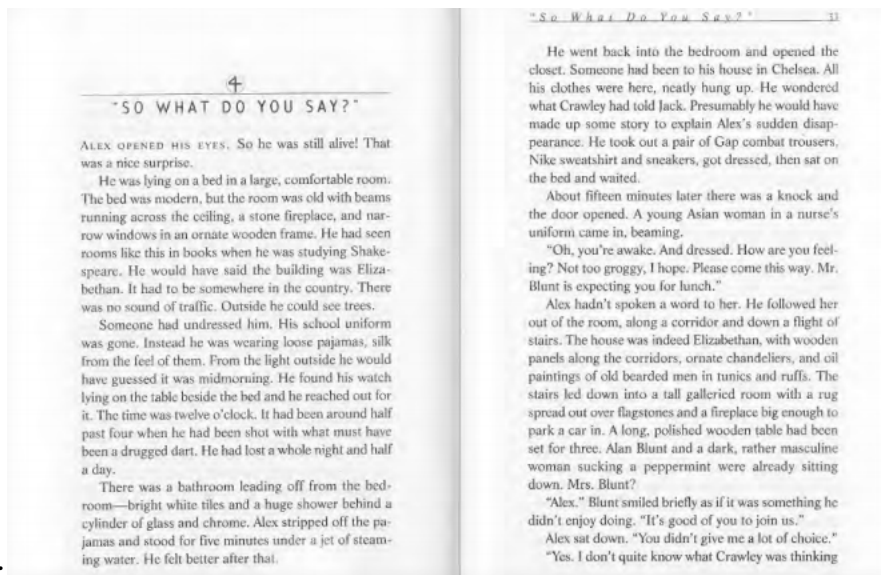 4
"SO WHAT DO YOU SAY?"
ALEX OPENED HIS EYES. So he was still alive! That
was a nice surprise.
He was lying on a bed in a large, comfortable room.
The bed was modern, but the room was old with beams
running across the ceiling, a stone fireplace, and nar-
row windows in an ornate wooden frame. He had seen
rooms like this in books when he was studying Shake-
speare. He would have said the building was Eliza-
bethan. It had to be somewhere in the country. There
was no sound of traffic. Outside he could see trees.
Someone had undressed him. His school uniform
was gone. Instead he was wearing loose pajamas, silk
from the feel of them. From the light outside he would
have guessed it was midmorning. He found his watch
lying on the table beside the bed and he reached out for
it. The time was twelve o'clock. It had been around half
past four when he had been shot with what must have
been a drugged dart. He had lost a whole night and half
a day.
There was a bathroom leading off from the bed-
room—bright white tiles and a huge shower behind a
cylinder of glass and chrome. Alex stripped off the pa-
jamas and stood for five minutes under a jet of steam-
ing water. He felt better after that.
"So What Do You Say?" 33
He went back into the bedroom and opened the
closet. Someone had been to his house in Chelsea. All
his clothes were here, neatly hung up. He wondered
what Crawley had told Jack. Presumably he would have
made up some story to explain Alex's sudden disap-
pearance. He took out a pair of Gap combat trousers,
Nike sweatshirt and sneakers, got dressed, then sat on
the bed and waited.
About fifteen minutes later there was a knock and
the door opened. A young Asian woman in a nurse's
uniform came in, beaming.
"Oh, you're awake. And dressed. How are you feel-
ing? Not too groggy, I hope. Please come this way. Mr.
Blunt is expecting you for lunch."
Alex hadn't spoken a word to her. He followed her
out of the room, along a corridor and down a flight of
stairs. The house was indeed Elizabethan, with wooden
panels along the corridors, ornate chandeliers, and oil
paintings of old bearded men in tunics and ruffs. The
stairs led down into a tall galleried room with a rug
spread out over flagstones and a fireplace big enough to
park a car in. A long, polished wooden table had been
set for three. Alan Blunt and a dark, rather masculine
woman sucking a peppermint were already sitting
down. Mrs. Blunt?
"Alex." Blunt smiled briefly as if it was something he
didn't enjoy doing. "It's good of you to join us."
Alex sat down. "You didn't give me a lot of choice."
"Yes. I don't quite know what Crawley was thinking